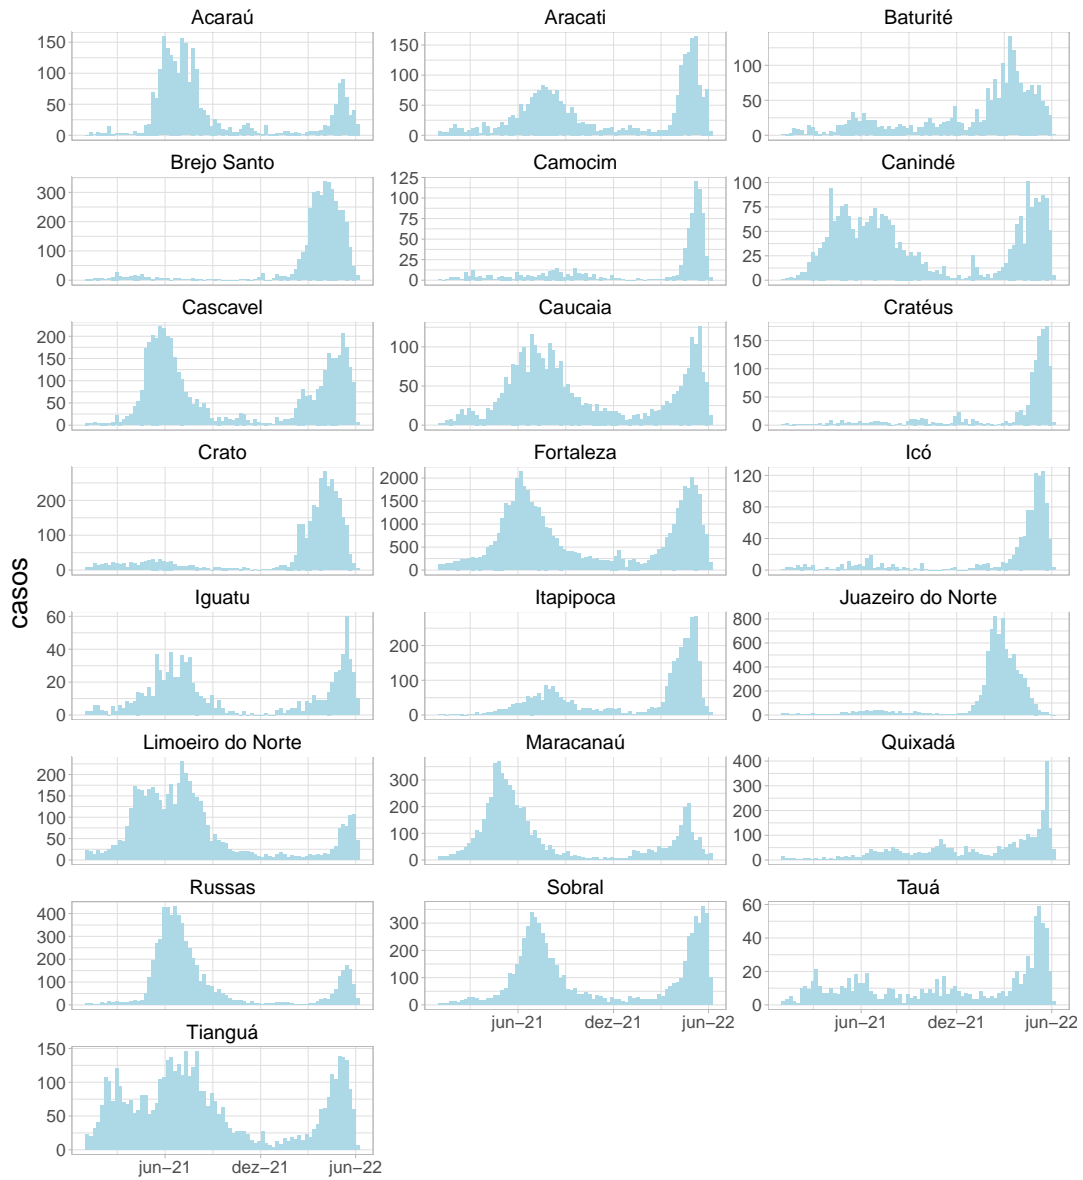 Acaraú
Aracati
Baturité
150
100
50
0
150
100
50
0
100
50
0
Brejo Santo
Camocim
Canindé
300
200
100
0
125
100
75
50
25
0
100
75
50
25
0
Cascavel
Caucaia
Cratéus
200
150
100
50
0
100
50
0
150
100
50
0
Crato
Fortaleza
Icó
200
100
0
2000
1500
1000
500
0
120
80
40
0
casos
Iguatu
Itapipoca
Juazeiro do Norte
60
40
20
0
200
100
0
800
600
400
200
0
Limoeiro do Norte
Maracanaú
Quixadá
200
150
100
50
0
300
200
100
0
400
300
200
100
0
Russas
Sobral
Tauá
400
300
200
100
0
300
200
100
0
60
40
20
0
jun−21
dez−21
jun−22
jun−21
dez−21
jun−22
Tianguá
150
100
50
0
jun−21
dez−21
jun−22